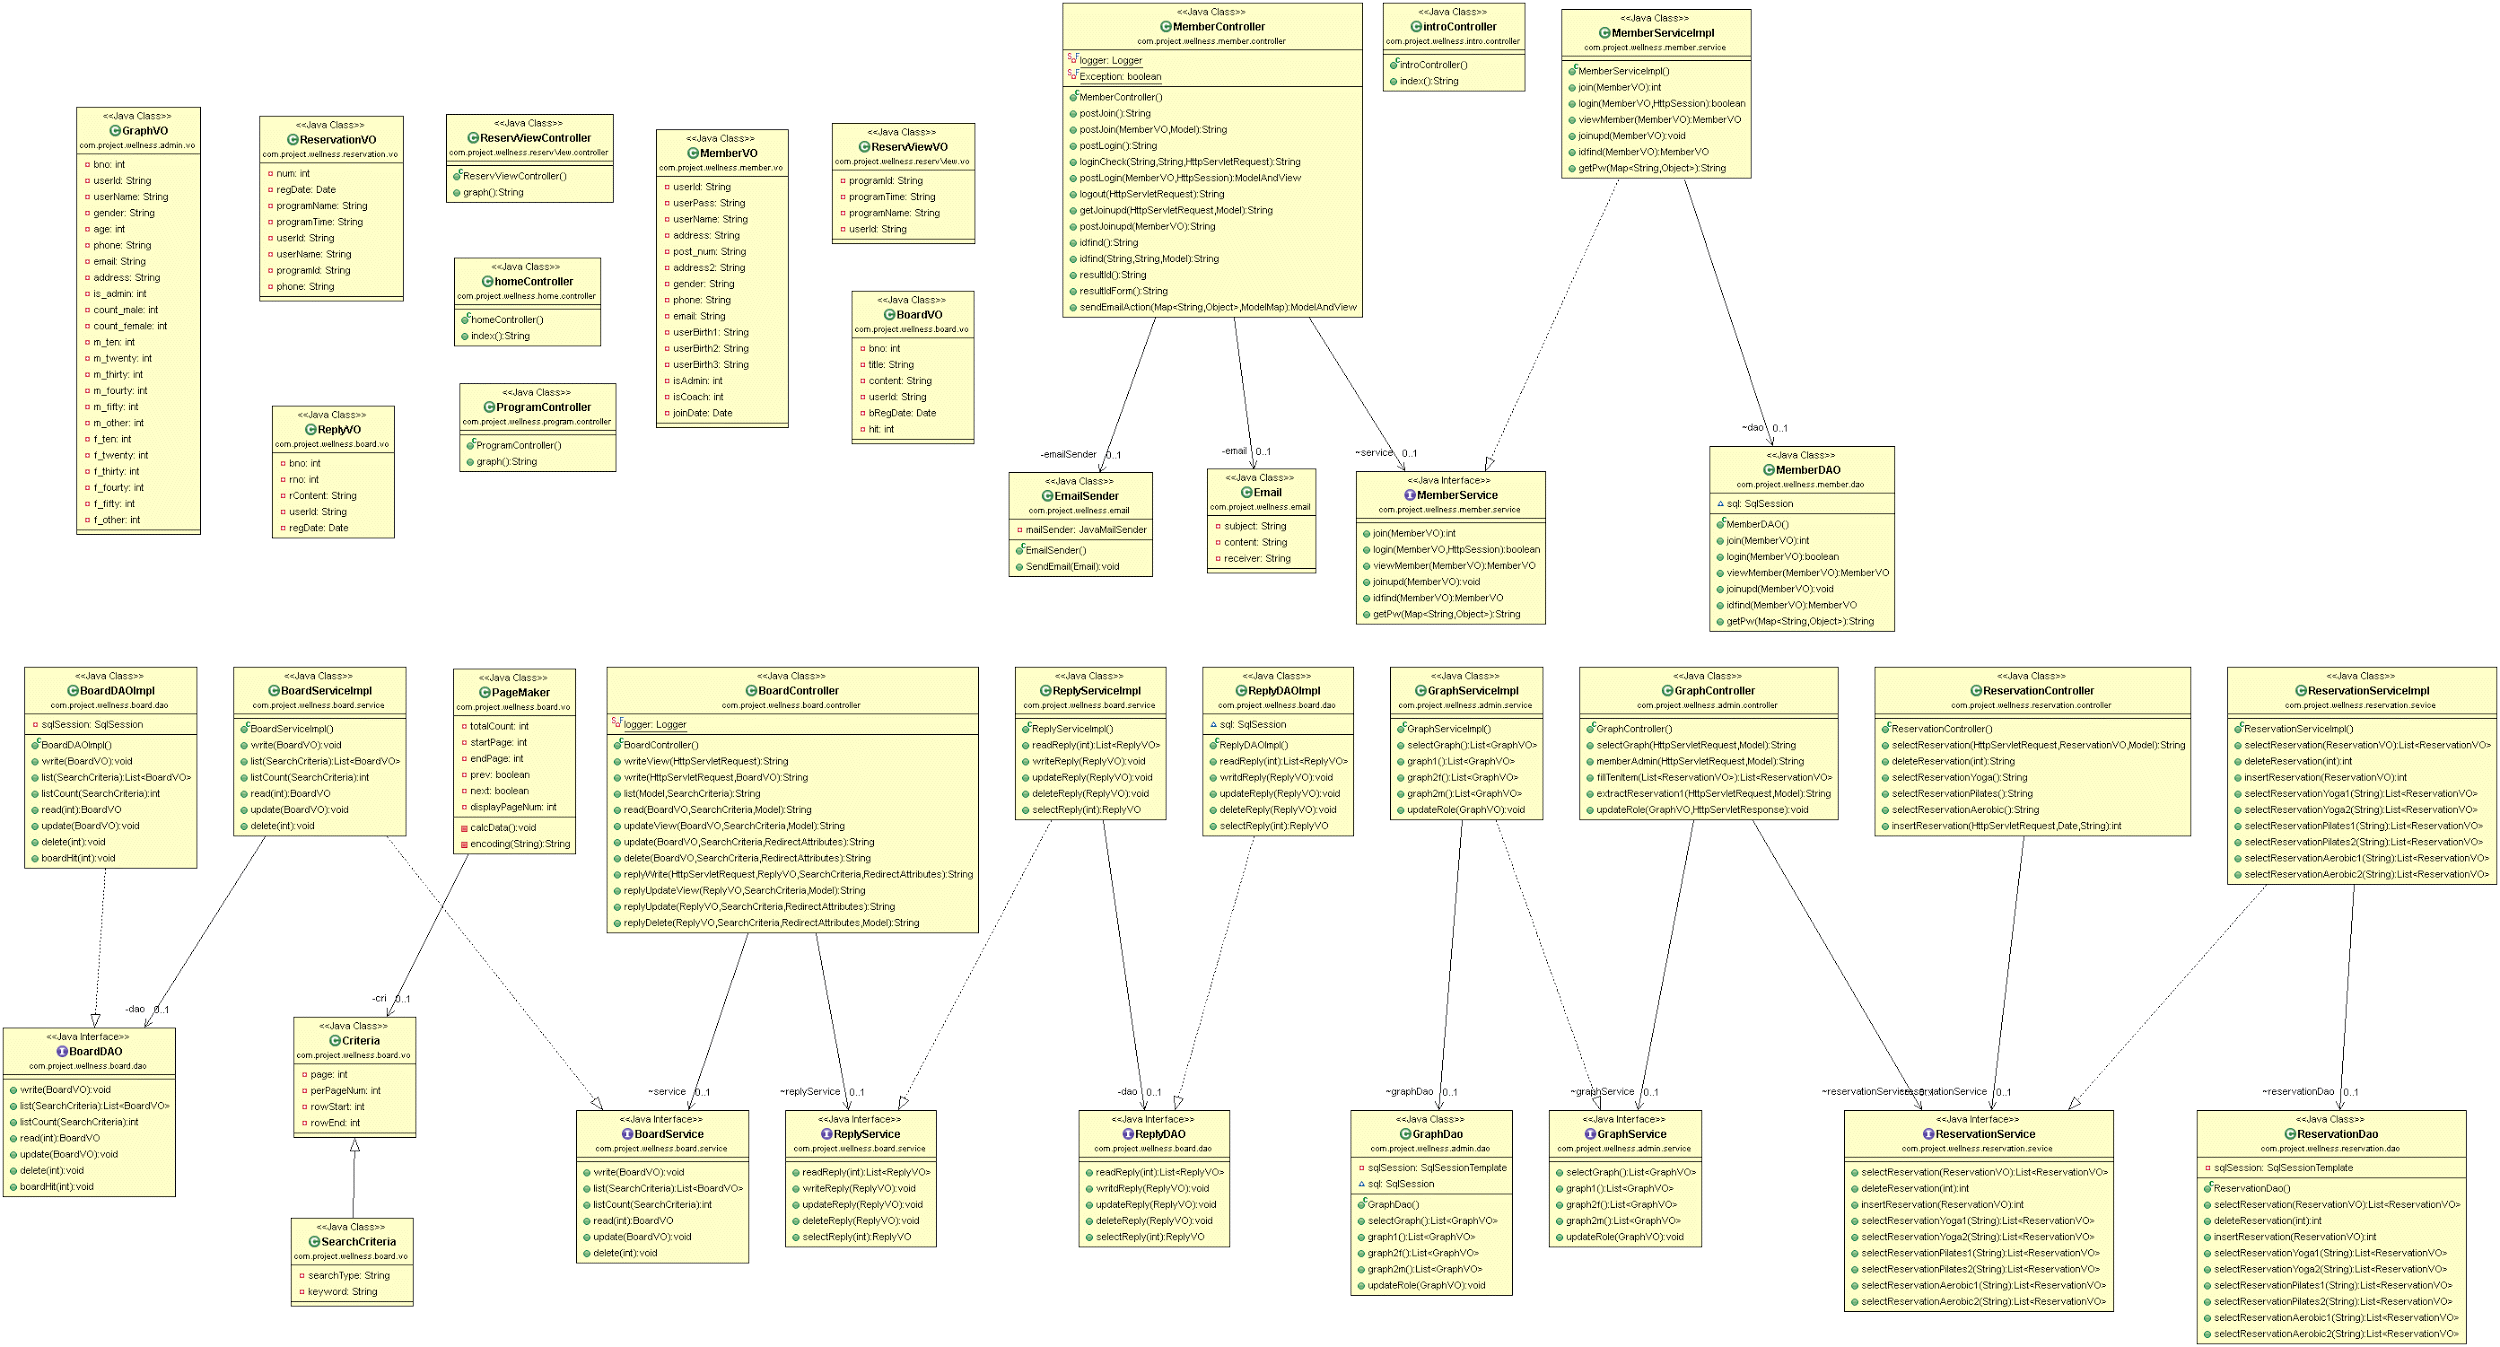 <<Java Class>>
GraphVO
com.project.wellness.admin.vo
bno: int
userId: String
userName: String
gender: String
age: int
phone: String
email: String
address: String
is_admin: int
count_male: int
count_female: int
m_ten: int
m_twenty: int
m_thirty: int
m_fourty: int
m_fifty: int
m_other: int
f_ten: int
f_twenty: int
f_thirty: int
f_fourty: int
f_fifty: int
f_other: int
<<Java Class>>
ReservationVO
com.project.wellness.reservation.vo
num: int
regDate: Date
programName: String
programTime: String
userId: String
userName: String
programId: String
phone: String
<<Java Class>>
ReplyVO
com.project.wellness.board.vo
bno: int
rno: int
rContent: String
userId: String
regDate: Date
<<Java Class>>
ReservViewController
com.project.wellness.reservView.controller
ReservViewController()
graph():String
<<Java Class>>
homeController
com.project.wellness.home.controller
homeController()
index():String
<<Java Class>>
ProgramController
com.project.wellness.program.controller
ProgramController()
graph():String
<<Java Class>>
MemberVO
com.project.wellness.member.vo
userId: String
userPass: String
userName: String
address: String
post_num: String
address2: String
gender: String
phone: String
email: String
userBirth1: String
userBirth2: String
userBirth3: String
isAdmin: int
isCoach: int
joinDate: Date
<<Java Class>>
ReservViewVO
com.project.wellness.reservView.vo
programId: String
programTime: String
programName: String
userId: String
<<Java Class>>
BoardVO
com.project.wellness.board.vo
bno: int
title: String
content: String
userId: String
bRegDate: Date
hit: int
<<Java Class>>
MemberController
com.project.wellness.member.controller
logger: Logger
Exception: boolean
MemberController()
postJoin():String
postJoin(MemberVO,Model):String
postLogin():String
loginCheck(String,String,HttpServletRequest):String
postLogin(MemberVO,HttpSession):ModelAndView
logout(HttpServletRequest):String
getJoinupd(HttpServletRequest,Model):String
postJoinupd(MemberVO):String
idfind():String
idfind(String,String,Model):String
resultId():String
resultIdForm():String
sendEmailAction(Map<String,Object>,ModelMap):ModelAndView
<<Java Class>>
introController
com.project.wellness.intro.controller
introController()
index():String
<<Java Class>>
MemberServiceImpl
com.project.wellness.member.service
MemberServiceImpl()
join(MemberVO):int
login(MemberVO,HttpSession):boolean
viewMember(MemberVO):MemberVO
joinupd(MemberVO):void
idfind(MemberVO):MemberVO
getPw(Map<String,Object>):String
-emailSender 0..1
-email 0..1
~service 0..1
~dao 0..1
<<Java Class>>
EmailSender
com.project.wellness.email
mailSender: JavaMailSender
EmailSender()
SendEmail(Email):void
<<Java Class>>
Email
com.project.wellness.email
subject: String
content: String
receiver: String
<<Java Interface>>
MemberService
com.project.wellness.member.service
join(MemberVO):int
login(MemberVO,HttpSession):boolean
viewMember(MemberVO):MemberVO
joinupd(MemberVO):void
idfind(MemberVO):MemberVO
getPw(Map<String,Object>):String
<<Java Class>>
MemberDAO
com.project.wellness.member.dao
sql: SqlSession
MemberDAO()
join(MemberVO):int
login(MemberVO):boolean
viewMember(MemberVO):MemberVO
joinupd(MemberVO):void
idfind(MemberVO):MemberVO
getPw(Map<String,Object>):String
<<Java Class>>
BoardDAOImpl
com.project.wellness.board.dao
sqlSession: SqlSession
BoardDAOImpl()
write(BoardVO):void
list(SearchCriteria):List<BoardVO>
listCount(SearchCriteria):int
read(int):BoardVO
update(BoardVO):void
delete(int):void
boardHit(int):void
<<Java Class>>
BoardServiceImpl
com.project.wellness.board.service
BoardServiceImpl()
write(BoardVO):void
list(SearchCriteria):List<BoardVO>
listCount(SearchCriteria):int
read(int):BoardVO
update(BoardVO):void
delete(int):void
<<Java Class>>
PageMaker
com.project.wellness.board.vo
totalCount: int
startPage: int
endPage: int
prev: boolean
next: boolean
displayPageNum: int
calcData():void
encoding(String):String
<<Java Class>>
BoardController
com.project.wellness.board.controller
logger: Logger
BoardController()
writeView(HttpServletRequest):String
write(HttpServletRequest,BoardVO):String
list(Model,SearchCriteria):String
read(BoardVO,SearchCriteria,Model):String
updateView(BoardVO,SearchCriteria,Model):String
update(BoardVO,SearchCriteria,RedirectAttributes):String
delete(BoardVO,SearchCriteria,RedirectAttributes):String
replyWrite(HttpServletRequest,ReplyVO,SearchCriteria,RedirectAttributes):String
replyUpdateView(ReplyVO,SearchCriteria,Model):String
replyUpdate(ReplyVO,SearchCriteria,RedirectAttributes):String
replyDelete(ReplyVO,SearchCriteria,RedirectAttributes,Model):String
<<Java Class>>
ReplyServiceImpl
com.project.wellness.board.service
ReplyServiceImpl()
readReply(int):List<ReplyVO>
writeReply(ReplyVO):void
updateReply(ReplyVO):void
deleteReply(ReplyVO):void
selectReply(int):ReplyVO
<<Java Class>>
ReplyDAOImpl
com.project.wellness.board.dao
sql: SqlSession
ReplyDAOImpl()
readReply(int):List<ReplyVO>
writdReply(ReplyVO):void
updateReply(ReplyVO):void
deleteReply(ReplyVO):void
selectReply(int):ReplyVO
<<Java Class>>
GraphServiceImpl
com.project.wellness.admin.service
GraphServiceImpl()
selectGraph():List<GraphVO>
graph1():List<GraphVO>
graph2f():List<GraphVO>
graph2m():List<GraphVO>
updateRole(GraphVO):void
<<Java Class>>
GraphController
com.project.wellness.admin.controller
GraphController()
selectGraph(HttpServletRequest,Model):String
memberAdmin(HttpServletRequest,Model):String
fillTenItem(List<ReservationVO>):List<ReservationVO>
extractReservation1(HttpServletRequest,Model):String
updateRole(GraphVO,HttpServletResponse):void
<<Java Class>>
ReservationController
com.project.wellness.reservation.controller
ReservationController()
selectReservation(HttpServletRequest,ReservationVO,Model):String
deleteReservation(int):String
selectReservationYoga():String
selectReservationPilates():String
selectReservationAerobic():String
insertReservation(HttpServletRequest,Date,String):int
<<Java Class>>
ReservationServiceImpl
com.project.wellness.reservation.sevice
ReservationServiceImpl()
selectReservation(ReservationVO):List<ReservationVO>
deleteReservation(int):int
insertReservation(ReservationVO):int
selectReservationYoga1(String):List<ReservationVO>
selectReservationYoga2(String):List<ReservationVO>
selectReservationPilates1(String):List<ReservationVO>
selectReservationPilates2(String):List<ReservationVO>
selectReservationAerobic1(String):List<ReservationVO>
selectReservationAerobic2(String):List<ReservationVO>
-dao 0..1
-cri 0..1
~service 0..1
~replyService 0..1
-dao 0..1
~graphDao 0..1
~graphService 0..1
~reservationService
reservationService
~reservationDao 0..1
<<Java Interface>>
BoardDAO
com.project.wellness.board.dao
write(BoardVO):void
list(SearchCriteria):List<BoardVO>
listCount(SearchCriteria):int
read(int):BoardVO
update(BoardVO):void
delete(int):void
boardHit(int):void
<<Java Class>>
Criteria
com.project.wellness.board.vo
page: int
perPageNum: int
rowStart: int
rowEnd: int
<<Java Class>>
SearchCriteria
com.project.wellness.board.vo
searchType: String
keyword: String
<<Java Interface>>
BoardService
com.project.wellness.board.service
write(BoardVO):void
list(SearchCriteria):List<BoardVO>
listCount(SearchCriteria):int
read(int):BoardVO
update(BoardVO):void
delete(int):void
<<Java Interface>>
ReplyService
com.project.wellness.board.service
readReply(int):List<ReplyVO>
writeReply(ReplyVO):void
updateReply(ReplyVO):void
deleteReply(ReplyVO):void
selectReply(int):ReplyVO
<<Java Interface>>
ReplyDAO
com.project.wellness.board.dao
readReply(int):List<ReplyVO>
writdReply(ReplyVO):void
updateReply(ReplyVO):void
deleteReply(ReplyVO):void
selectReply(int):ReplyVO
<<Java Class>>
GraphDao
com.project.wellness.admin.dao
sqlSession: SqlSessionTemplate
sql: SqlSession
GraphDao()
selectGraph():List<GraphVO>
graph1():List<GraphVO>
graph2f():List<GraphVO>
graph2m():List<GraphVO>
updateRole(GraphVO):void
<<Java Interface>>
GraphService
com.project.wellness.admin.service
selectGraph():List<GraphVO>
graph1():List<GraphVO>
graph2f():List<GraphVO>
graph2m():List<GraphVO>
updateRole(GraphVO):void
<<Java Interface>>
ReservationService
com.project.wellness.reservation.sevice
selectReservation(ReservationVO):List<ReservationVO>
deleteReservation(int):int
insertReservation(ReservationVO):int
selectReservationYoga1(String):List<ReservationVO>
selectReservationYoga2(String):List<ReservationVO>
selectReservationPilates1(String):List<ReservationVO>
selectReservationPilates2(String):List<ReservationVO>
selectReservationAerobic1(String):List<ReservationVO>
selectReservationAerobic2(String):List<ReservationVO>
<<Java Class>>
ReservationDao
com.project.wellness.reservation.dao
sqlSession: SqlSessionTemplate
ReservationDao()
selectReservation(ReservationVO):List<ReservationVO>
deleteReservation(int):int
insertReservation(ReservationVO):int
selectReservationYoga1(String):List<ReservationVO>
selectReservationYoga2(String):List<ReservationVO>
selectReservationPilates1(String):List<ReservationVO>
selectReservationPilates2(String):List<ReservationVO>
selectReservationAerobic1(String):List<ReservationVO>
selectReservationAerobic2(String):List<ReservationVO>